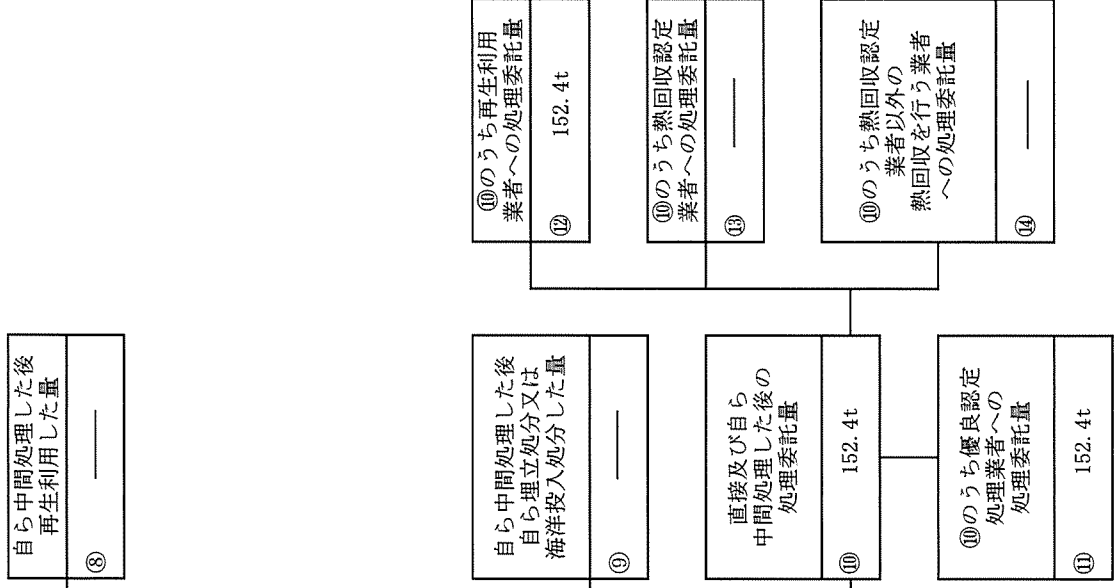 自ら中間処理した後
再生利用した量
⑧ ――
自ら中間処理した後
自ら埋立処分又は
海洋投入処分した量
⑨ ――
直接及び自ら
中間処理した後の
処理委託量
⑩ 152.4t
⑩のうち優良認定
処理業者への
処理委託量
⑪ 152.4t
⑩のうち再生利用
業者への処理委託量
⑫ 152.4t
⑩のうち熱回収認定
業者への処理委託量
⑬ ――
⑩のうち熱回収認定
業者以外の
熱回収を行う業者
への処理委託量
⑭ ――